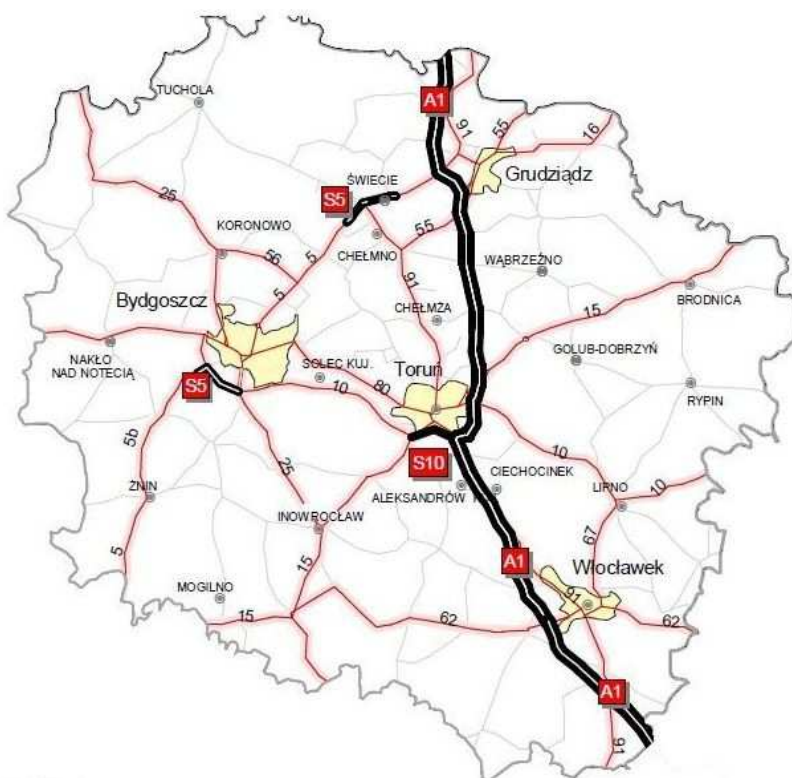 TUCHOLA
A1
91
55
16
Grudziądz
ŚWIECIE
S5
25
KORONOWO
56
5
5
CHEŁMNO
55
91
WĄBRZEŹNO
BRODNICA
Bydgoszcz
CHEŁMŻA
15
NAKŁO
NAD NOTECIĄ
SOLEC KUJ.
Toruń
GOLUB-DOBRZYŃ
S5
10
80
RYPIN
5b
25
S10
10
CIECHOCINEK
10
ŻNIN
ALEKSANDRÓW
LIPNO
INOWROCŁAW
67
5
15
A1
Włocławek
MOGILNO
91
15
62
62
A1
91